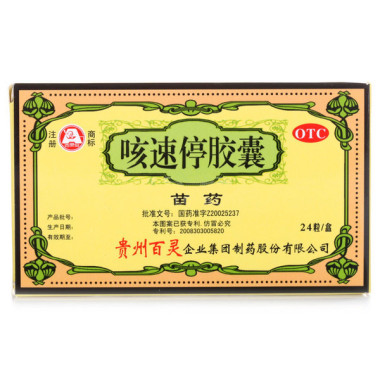 注册 商标
咳速停胶囊
OTC
苗药
批准文号：国药准字Z20025237
本图案已获专利 仿冒必究
专利号：2008303005820
产品批号：
生产日期：
有效期至：
24粒/盒
贵州百灵企业集团制药股份有限公司